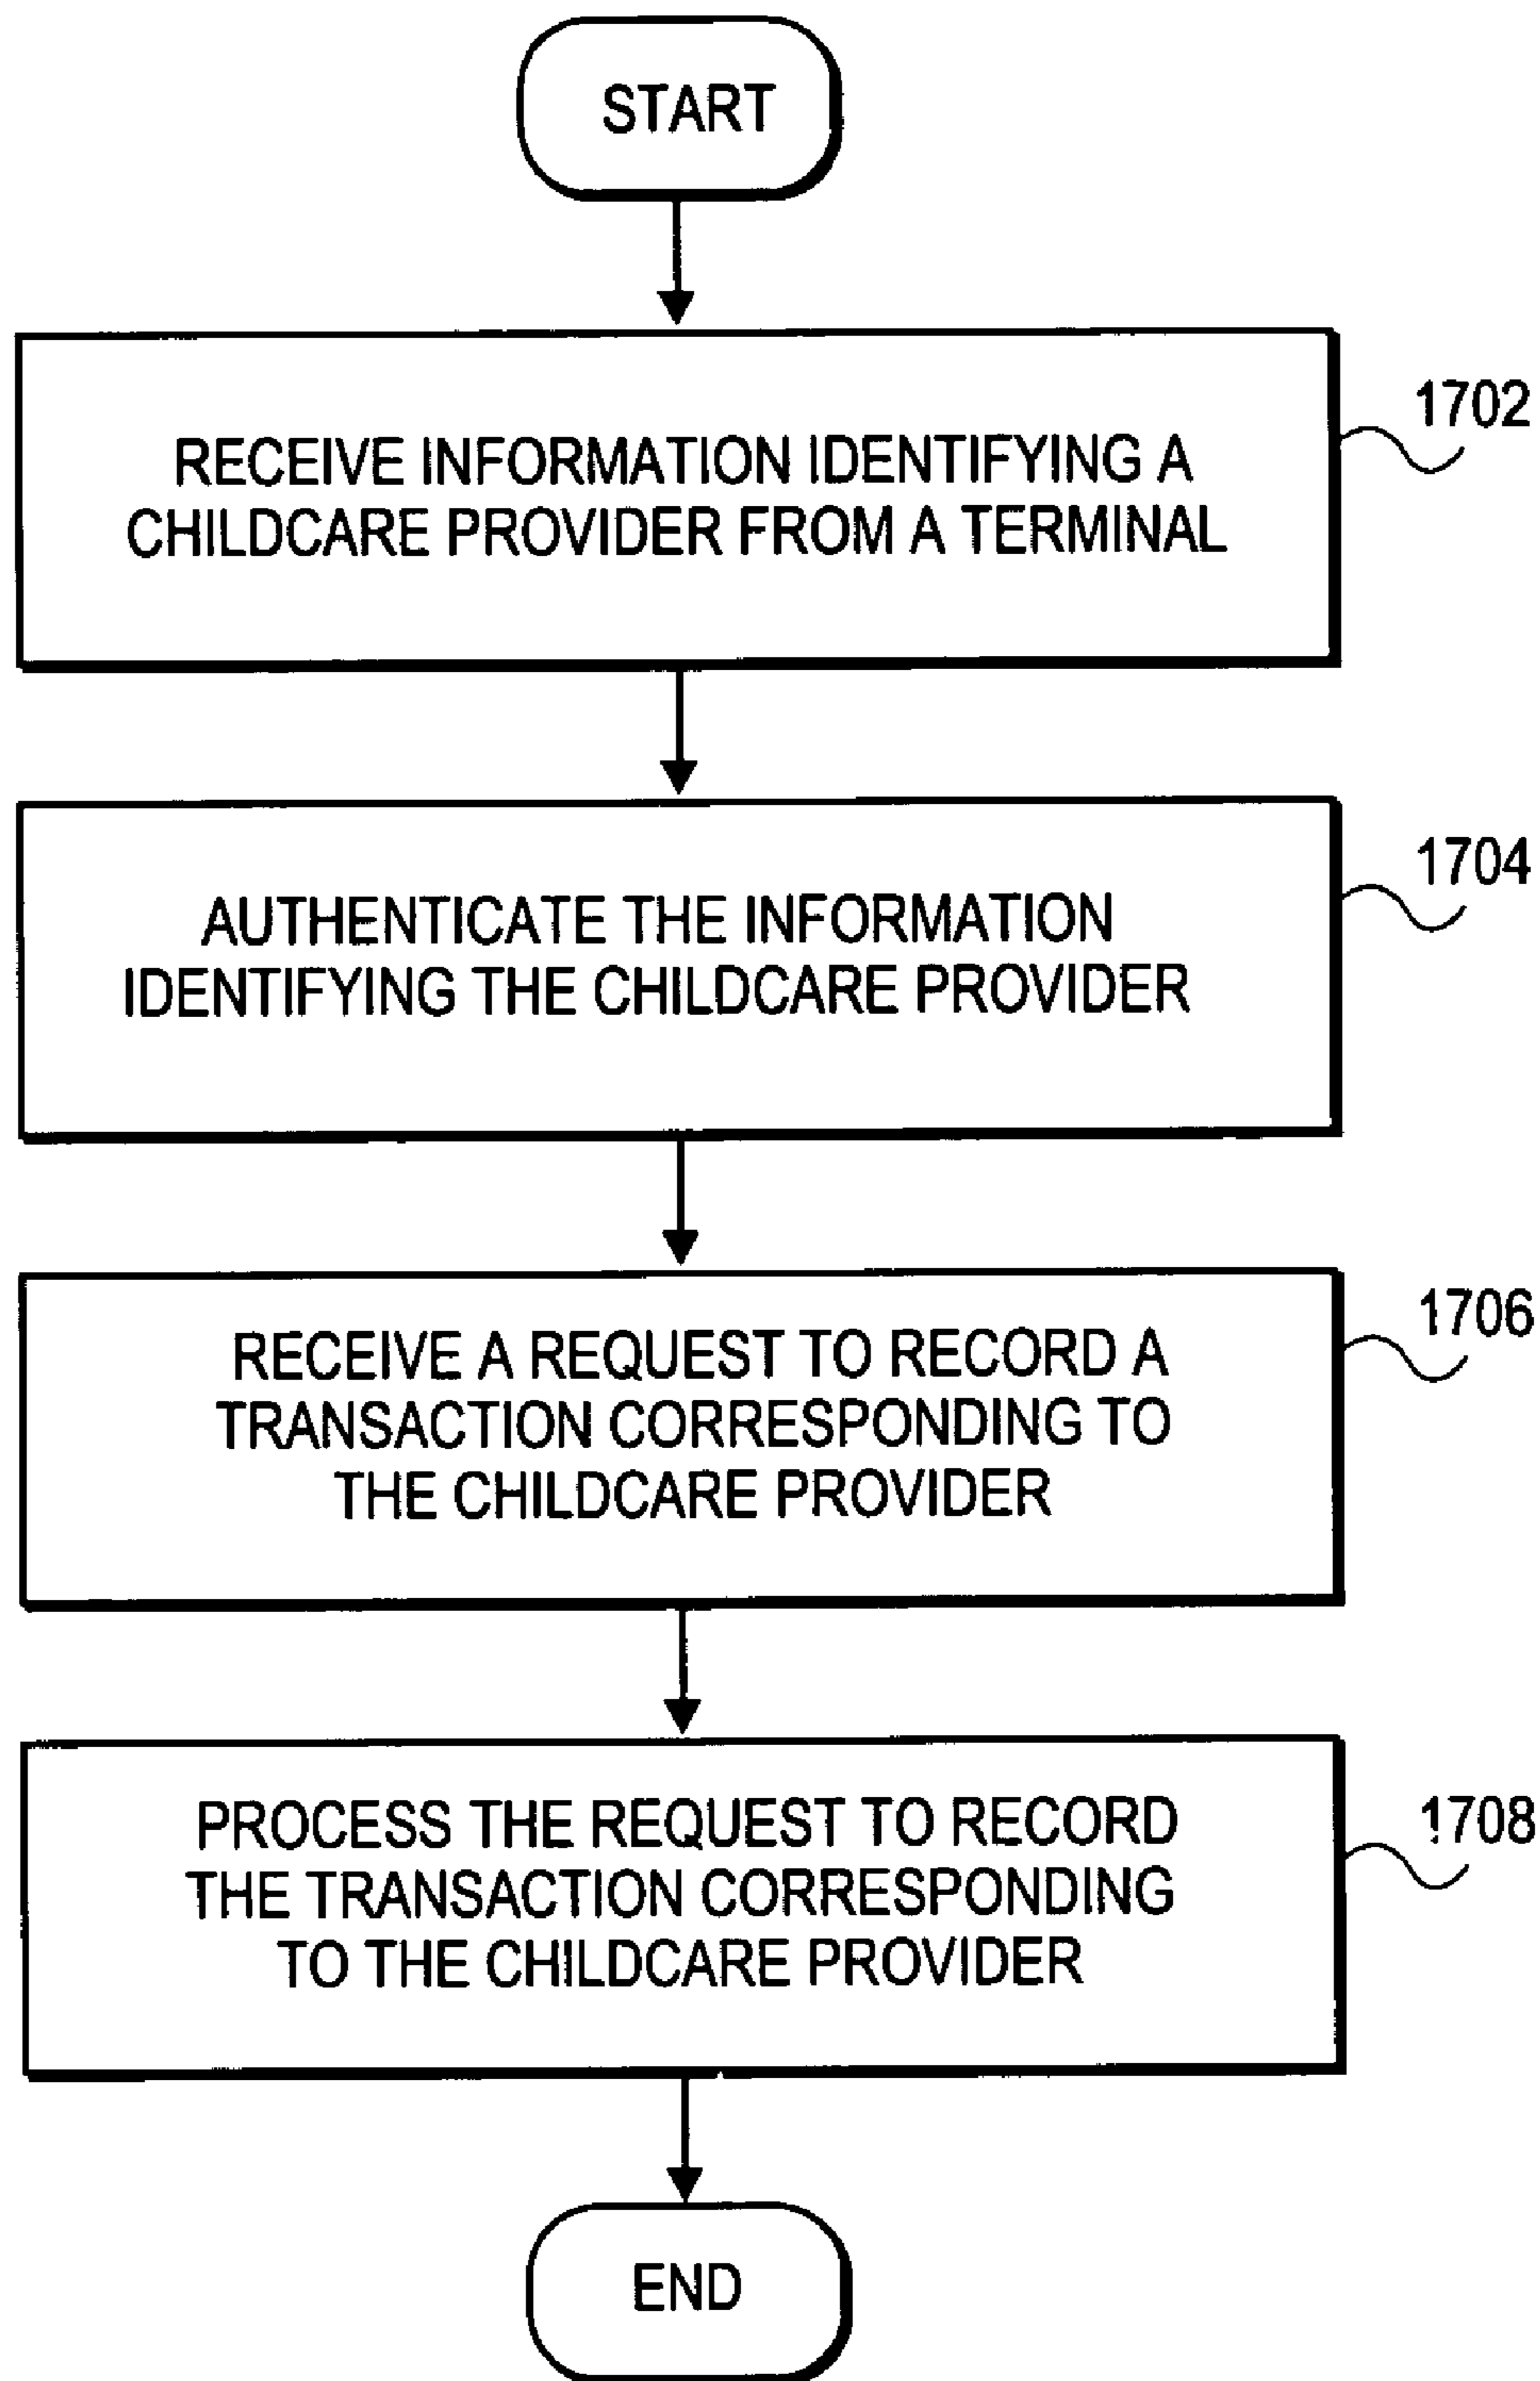 START
1702
RECEIVE INFORMATION IDENTIFYING A
CHILDCARE PROVIDER FROM A TERMINAL
1704
AUTHENTICATE THE INFORMATION
IDENTIFYING THE CHILDCARE PROVIDER
1706
RECEIVE A REQUEST TO RECORD A
TRANSACTION CORRESPONDING TO
THE CHILDCARE PROVIDER
1708
PROCESS THE REQUEST TO RECORD
THE TRANSACTION CORRESPONDING
TO THE CHILDCARE PROVIDER
END